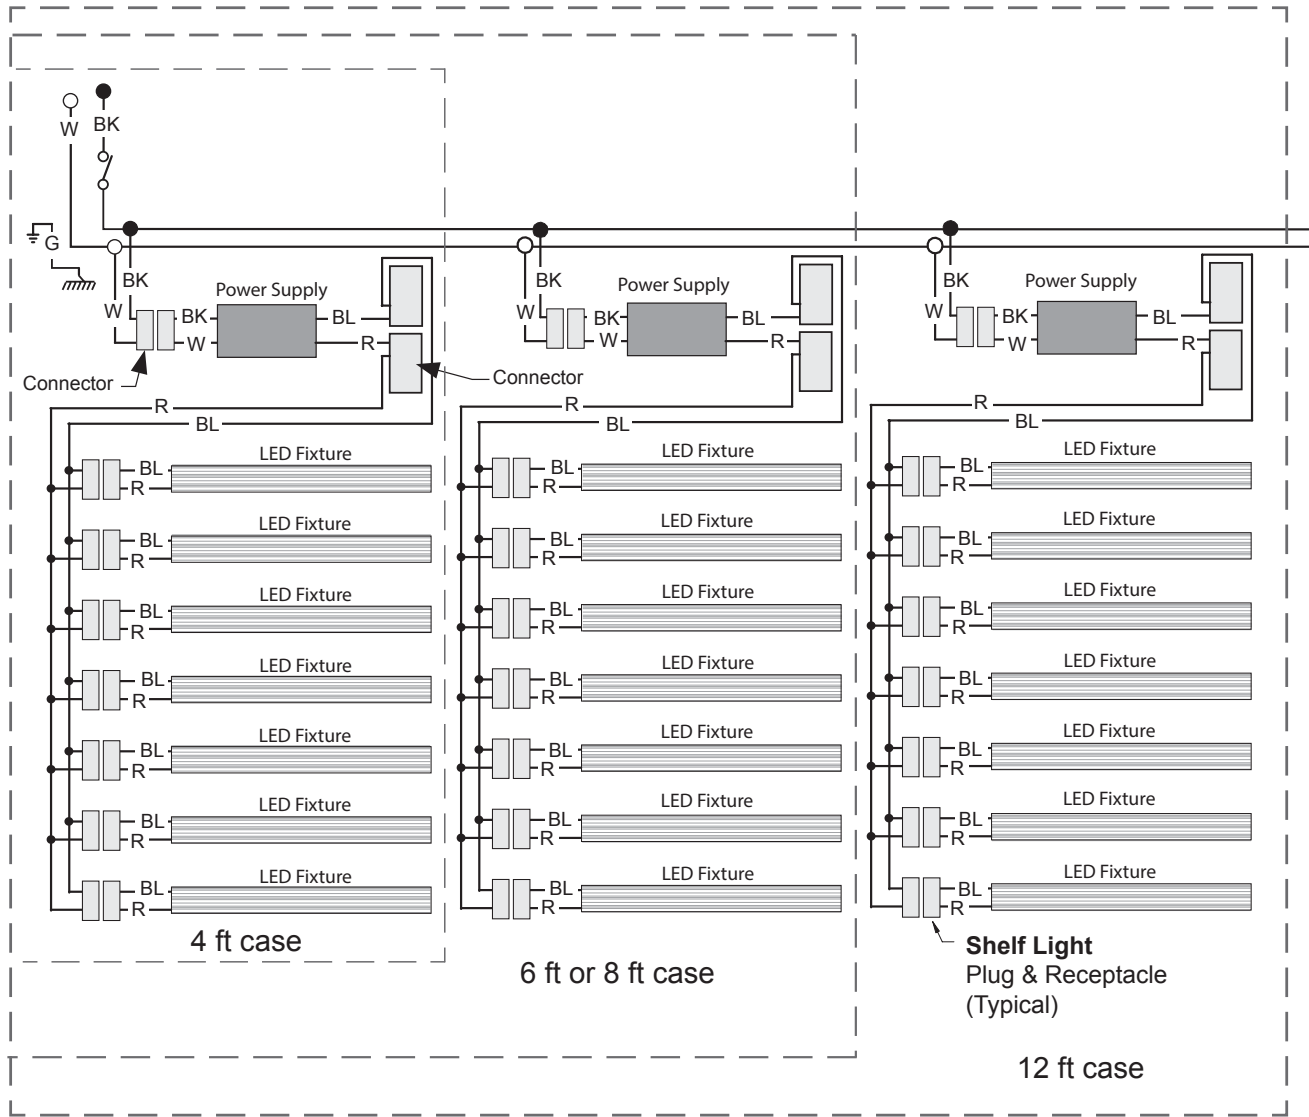 W
BK
G
BK
W
Power Supply
BK
BL
W
R
Connector
Connector
BK
W
Power Supply
BK
BL
W
R
BK
W
Power Supply
BK
BL
W
R
R
BL
LED Fixture
BL
R
LED Fixture
BL
R
LED Fixture
BL
R
LED Fixture
BL
R
LED Fixture
BL
R
LED Fixture
BL
R
LED Fixture
BL
R
4 ft case
R
BL
LED Fixture
BL
R
LED Fixture
BL
R
LED Fixture
BL
R
LED Fixture
BL
R
LED Fixture
BL
R
LED Fixture
BL
R
LED Fixture
BL
R
6 ft or 8 ft case
R
BL
LED Fixture
BL
R
LED Fixture
BL
R
LED Fixture
BL
R
LED Fixture
BL
R
LED Fixture
BL
R
LED Fixture
BL
R
LED Fixture
BL
R
Shelf Light
Plug & Receptacle
(Typical)
12 ft case